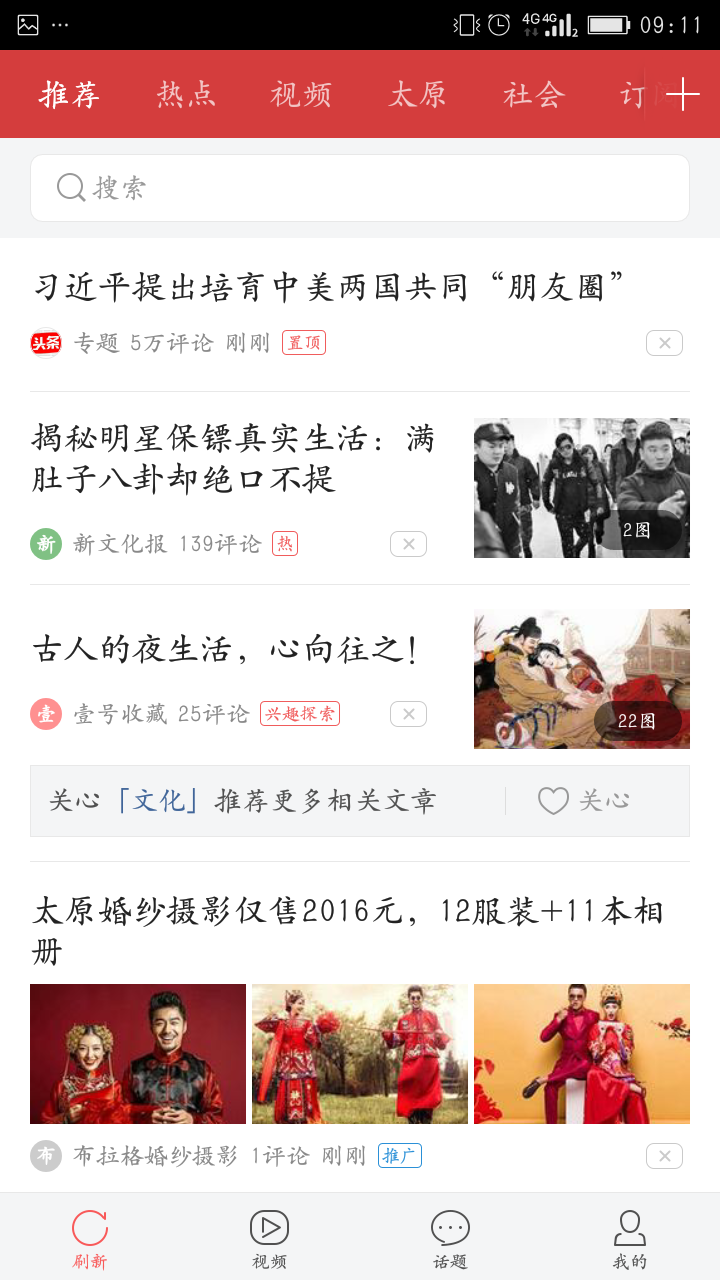 4G 4G 2 09:11
推荐 热点 视频 太原 社会 订
搜索
习近平提出培育中美两国共同“朋友圈”
头条 专题 5万评论 刚刚 置顶
揭秘明星保镖真实生活：满
肚子八卦却绝口不提
2图
新 新文化报 139评论 热
古人的夜生活，心向往之！
壹 壹号收藏 25评论 兴趣探索
22图
关心「文化」推荐更多相关文章 关心
太原婚纱摄影仅售2016元，12服装+11本相
册
布 布拉格婚纱摄影 1评论 刚刚 推广
刷新 视频 话题 我的